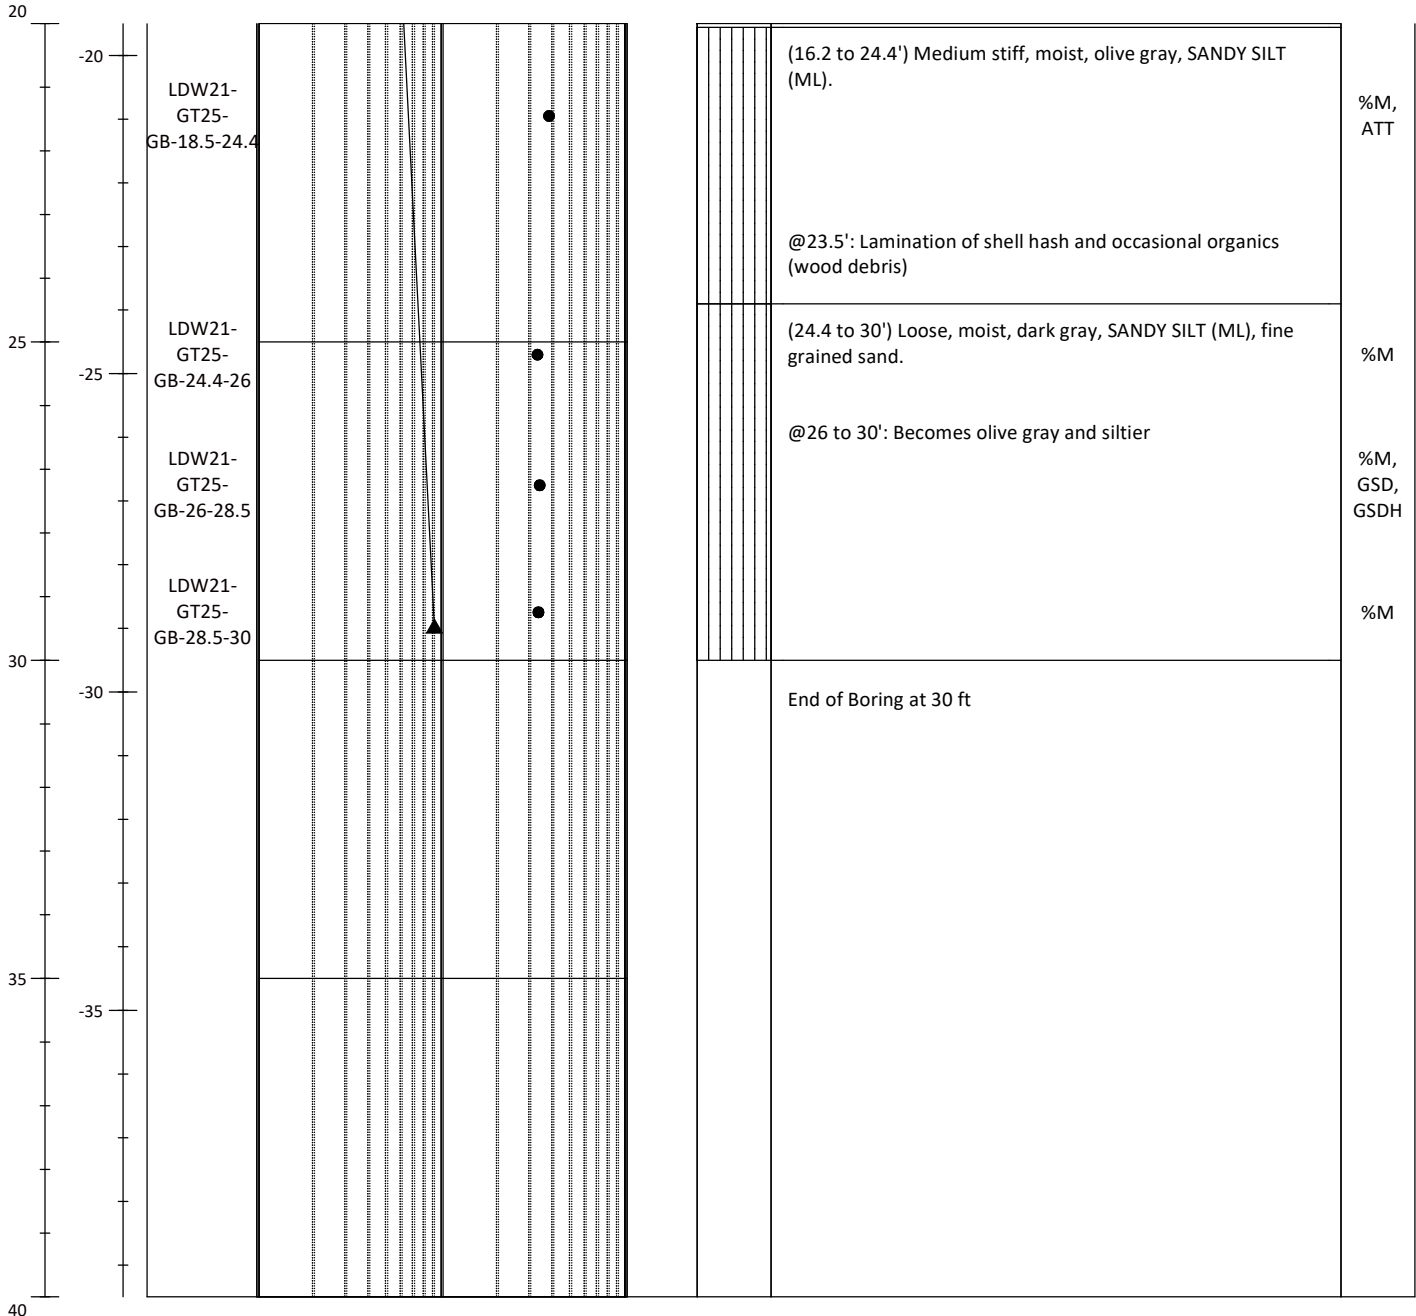 20
-20
LDW21-
GT25-
GB-18.5-24.4
(16.2 to 24.4') Medium stiff, moist, olive gray, SANDY SILT
(ML).
%M,
ATT
@23.5': Lamination of shell hash and occasional organics
(wood debris)
25
-25
LDW21-
GT25-
GB-24.4-26
(24.4 to 30') Loose, moist, dark gray, SANDY SILT (ML), fine
grained sand.
%M
@26 to 30': Becomes olive gray and siltier
LDW21-
GT25-
GB-26-28.5
%M,
GSD,
GSDH
LDW21-
GT25-
GB-28.5-30
%M
30
-30
End of Boring at 30 ft
35
-35
40